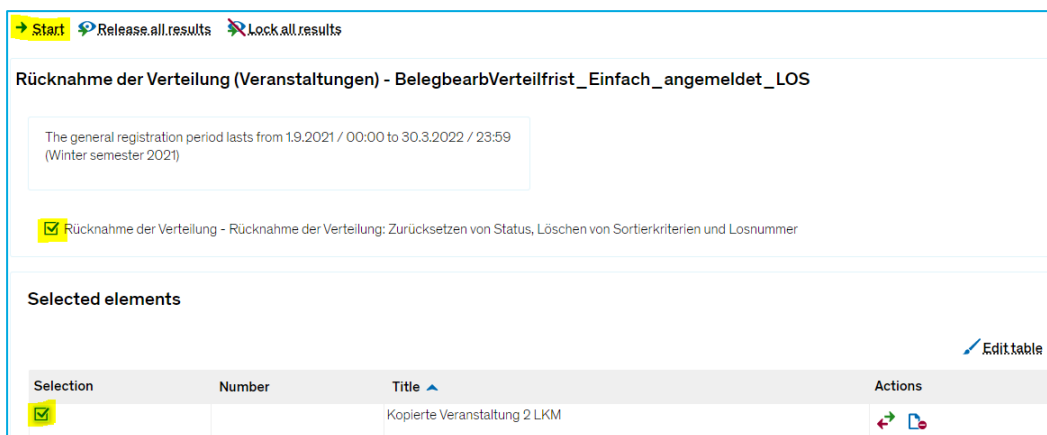 Start Release all results Lock all results
Rücknahme der Verteilung (Veranstaltungen) - BelegbearbVerteilfrist_Einfach_angemeldet_LOS
The general registration period lasts from 1.9.2021 / 00:00 to 30.3.2022 / 23:59
(Winter semester 2021)
Rücknahme der Verteilung - Rücknahme der Verteilung: Zurücksetzen von Status, Löschen von Sortierkriterien und Losnummer
Selected elements
Edit table
Selection Number Title Actions
Kopierte Veranstaltung 2 LKM